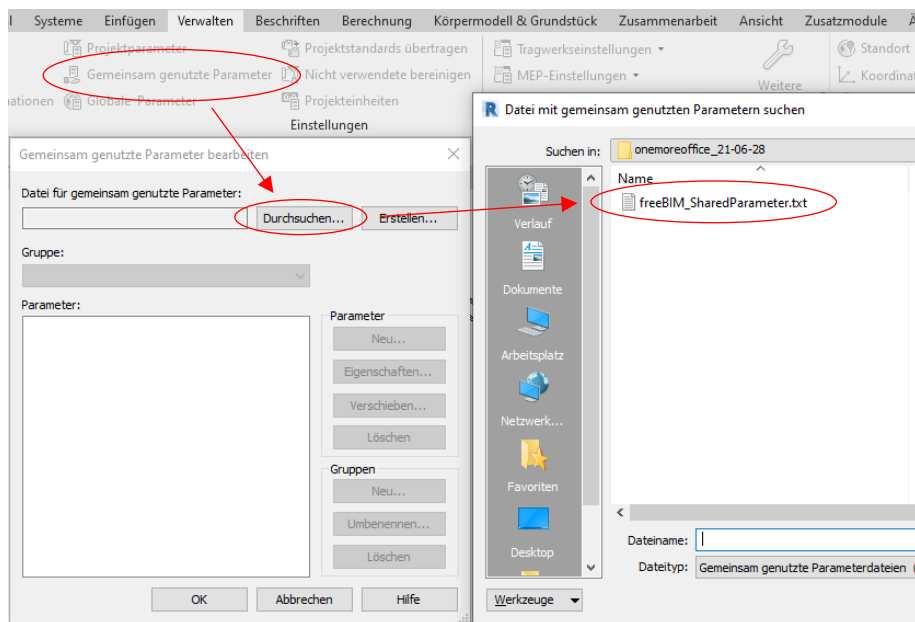 Systeme Einfügen Verwalten Beschriften Berechnung Körpermodell & Grundstück Zusammenarbeit Ansicht Zusatzmodule
Projektparameter
Projektstandards übertragen
Tragwerkseinstellungen
Standort
Gemeinsam genutzte Parameter
Nicht verwendete bereinigen
MEP-Einstellungen
Weitere
Globale Parameter
Projekteinheiten
Einstellungen
Gemeinsam genutzte Parameter bearbeiten
Datei für gemeinsam genutzte Parameter:
Durchsuchen... Erstellen...
Gruppe:
Parameter:
Parameter
Neu...
Eigenschaften...
Verschieben...
Löschen
Gruppen
Neu...
Umbenennen...
Löschen
OK Abbrechen Hilfe
R Datei mit gemeinsam genutzten Parametern suchen
Suchen in: onemoreoffice_21-06-28
Name
freeBIM_SharedParameter.txt
Verlauf
Dokumente
Arbeitsplatz
Netzwerk...
Favoriten
Desktop
Dateiname:
Dateityp: Gemeinsam genutzte Parameterdateien (
Werkzeuge